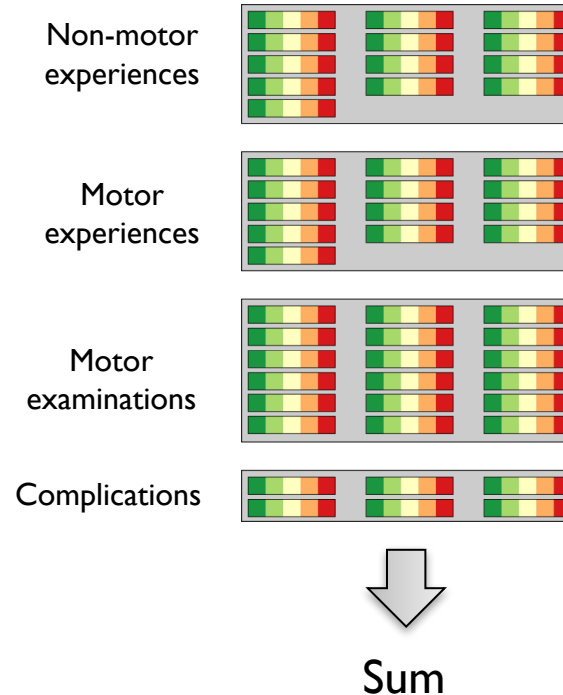 Non-motor
experiences
Motor
experiences
Motor
examinations
Complications
Sum